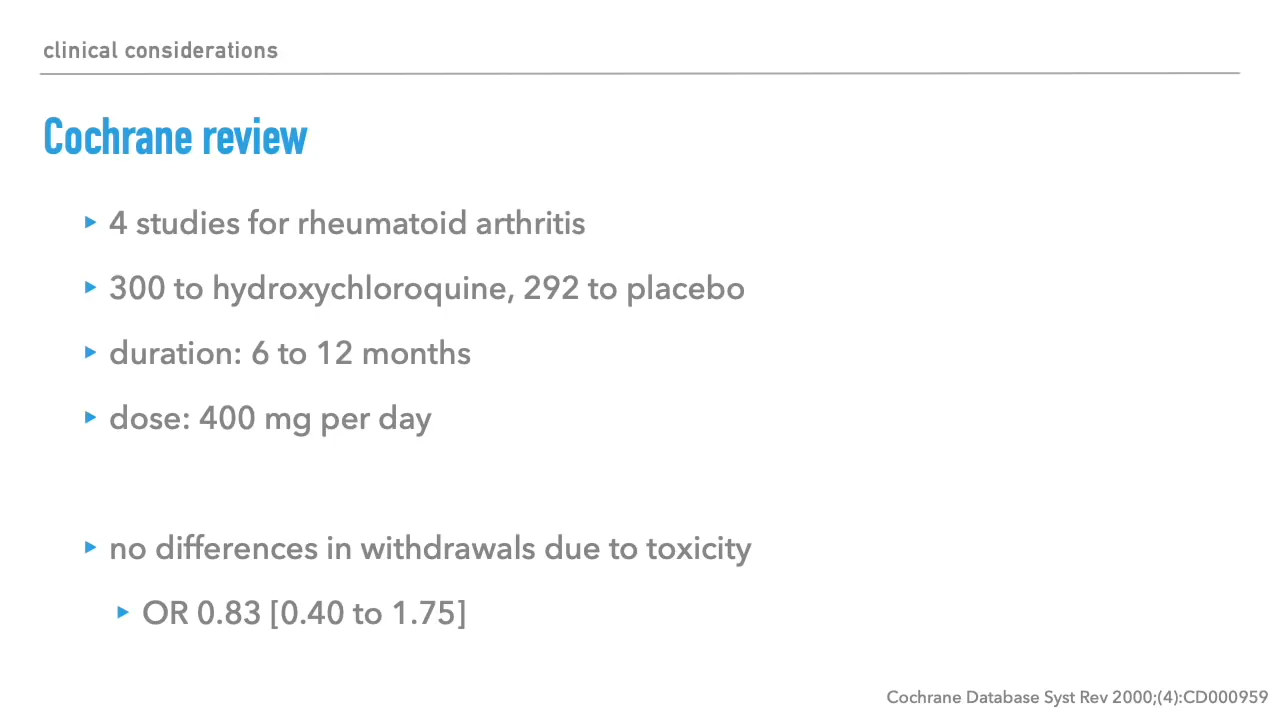 clinical considerations
Cochrane review
‣ 4 studies for rheumatoid arthritis
‣ 300 to hydroxychloroquine, 292 to placebo
‣ duration: 6 to 12 months
‣ dose: 400 mg per day
‣ no differences in withdrawals due to toxicity
‣ OR 0.83 [0.40 to 1.75]
Cochrane Database Syst Rev 2000;(4):CD000959